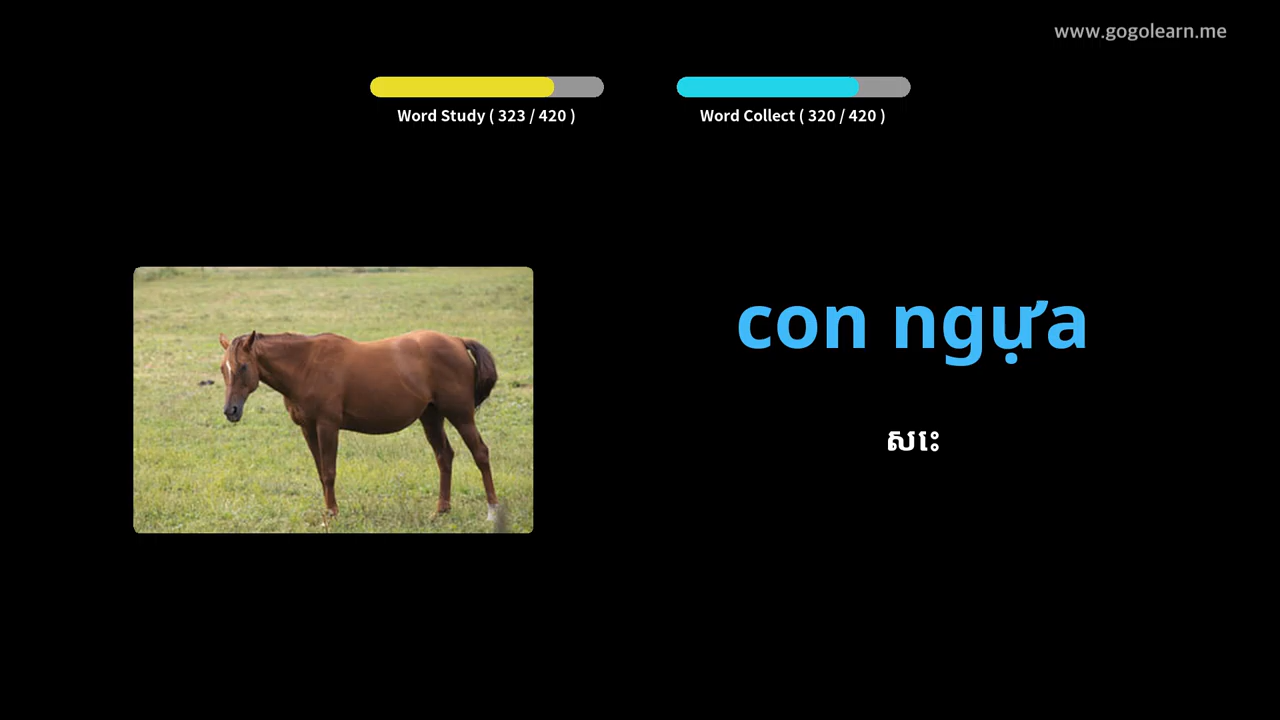 www.gogolearn.me
Word Study ( 323 / 420 )
Word Collect ( 320 / 420 )
con ngựa
សេះ